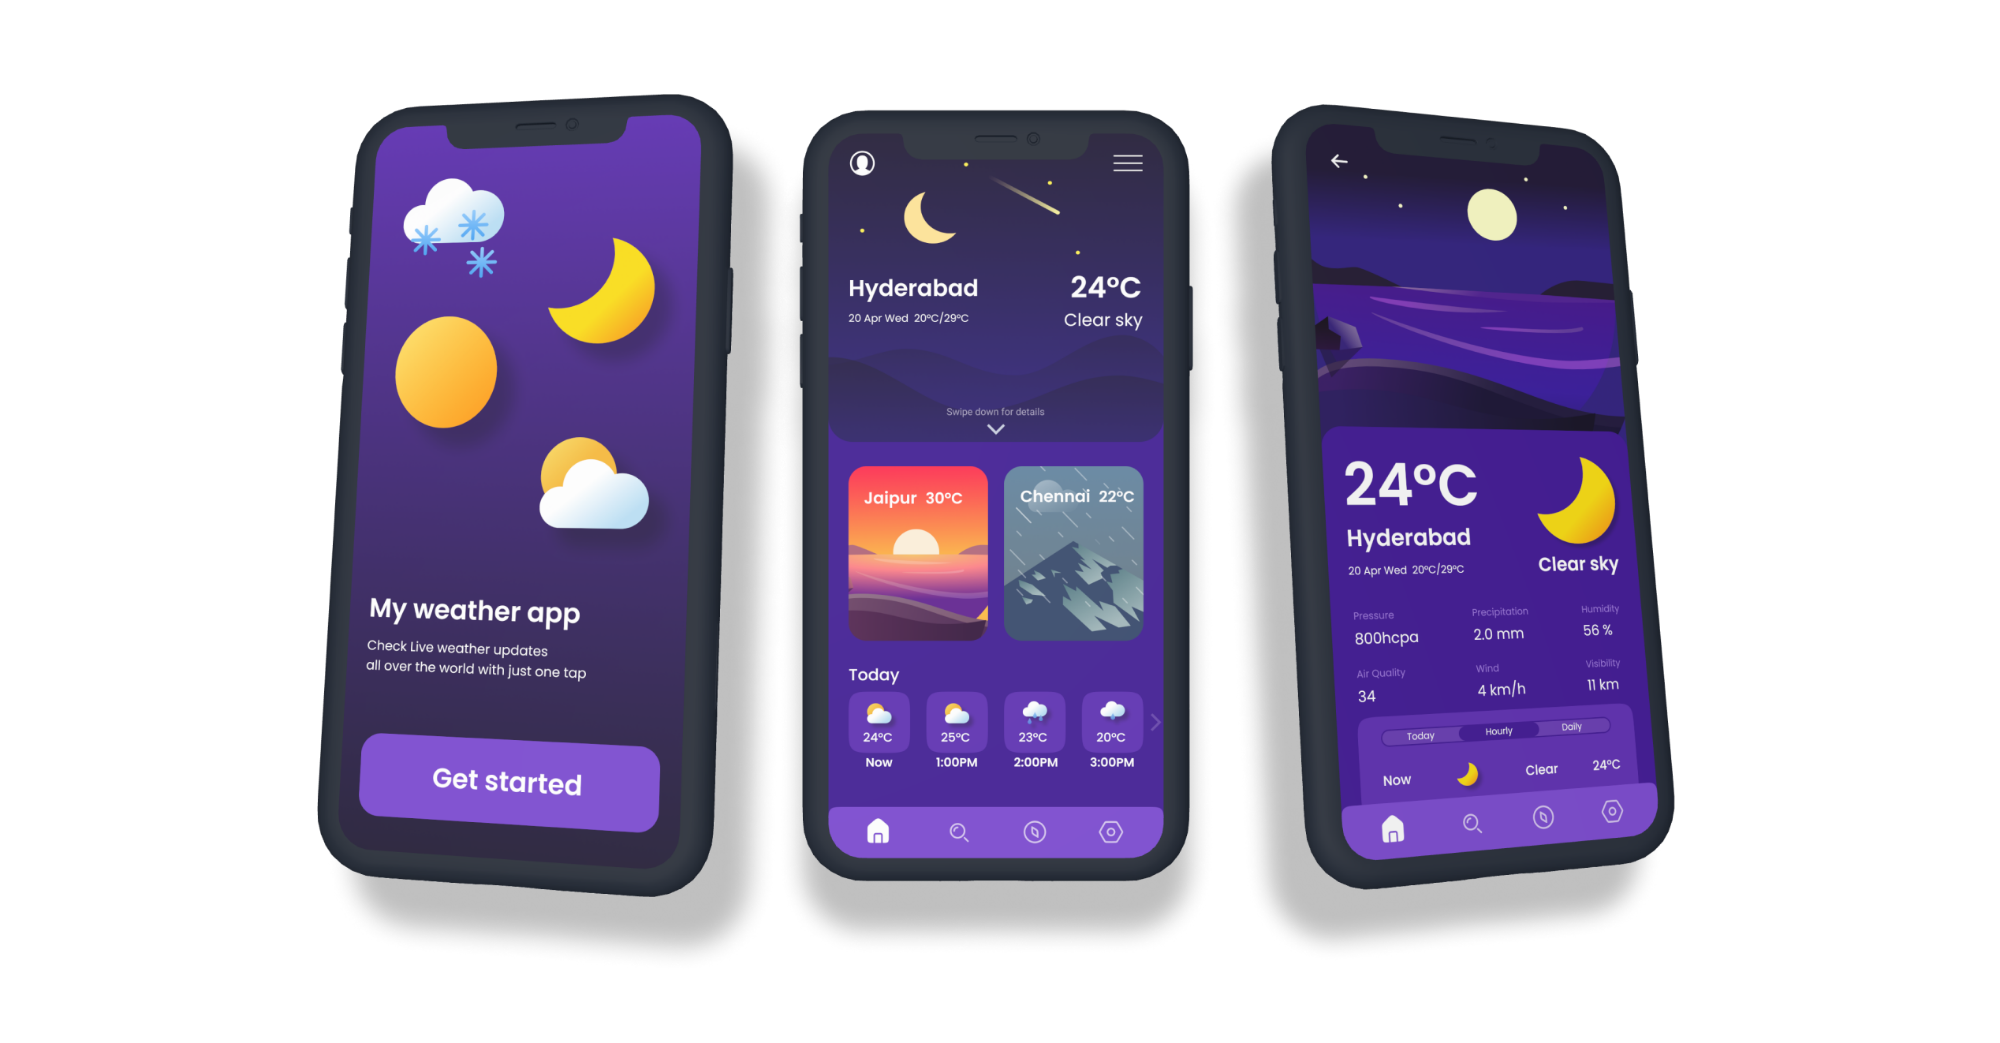 My weather app
Check Live weather updates
all over the world with just one tap
Get started
Hyderabad 24°C
20 Apr Wed 20°C/29°C Clear sky
Swipe down for details
Jaipur 30°C
Chennai 22°C
Today
24°C 25°C 23°C 20°C
Now 1:00PM 2:00PM 3:00PM
24°C
Hyderabad
20 Apr Wed 20°C/29°C
Clear sky
Pressure Precipitation Humidity
800hcpa 2.0 mm 56 %
Air Quality Wind Visibility
34 4 km/h 11 km
Today Hourly Daily
Now Clear 24°C